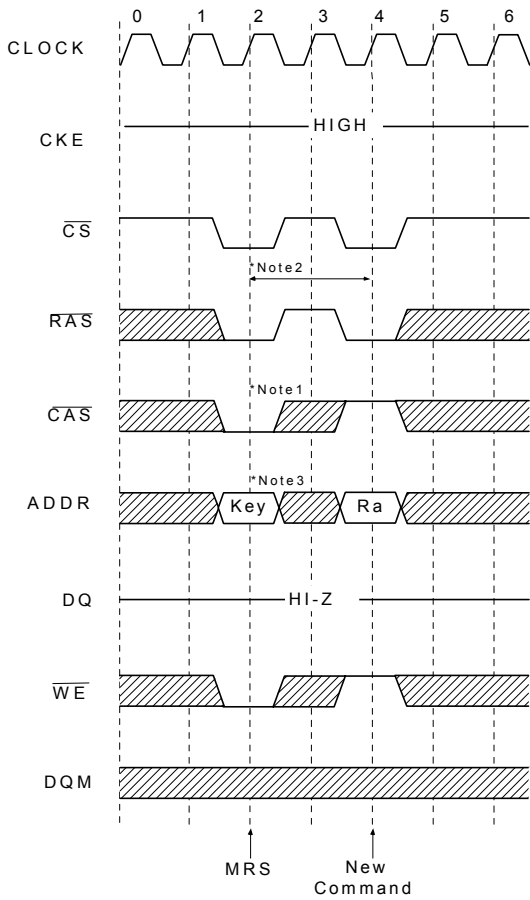 0 1 2 3 4 5 6
CLOCK
CKE
HIGH
CS
*Note2
RAS
*Note1
CAS
*Note3
ADDR
Key
Ra
DQ
HI-Z
WE
DQM
MRS
New
Command